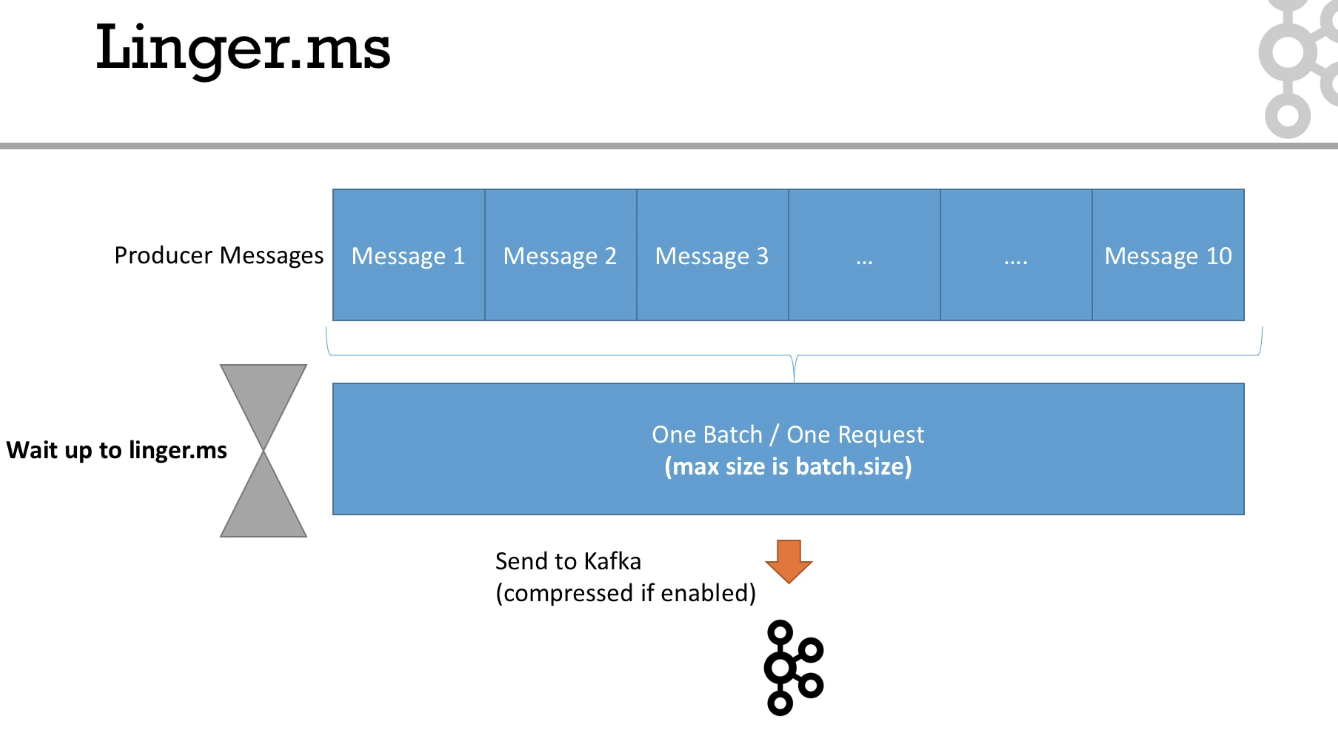 Linger.ms
Producer Messages
Message 1
Message 2
Message 3
...
....
Message 10
Wait up to linger.ms
One Batch / One Request
(max size is batch.size)
Send to Kafka
(compressed if enabled)